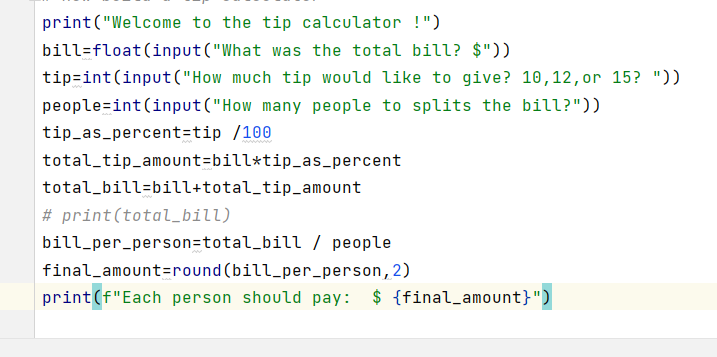 print("Welcome to the tip calculator !")
bill=float(input("What was the total bill? $"))
tip=int(input("How much tip would like to give? 10,12,or 15? "))
people=int(input("How many people to splits the bill?"))
tip_as_percent=tip /100
total_tip_amount=bill*tip_as_percent
total_bill=bill+total_tip_amount
# print(total_bill)
bill_per_person=total_bill / people
final_amount=round(bill_per_person,2)
print(f"Each person should pay:  $ {final_amount}")